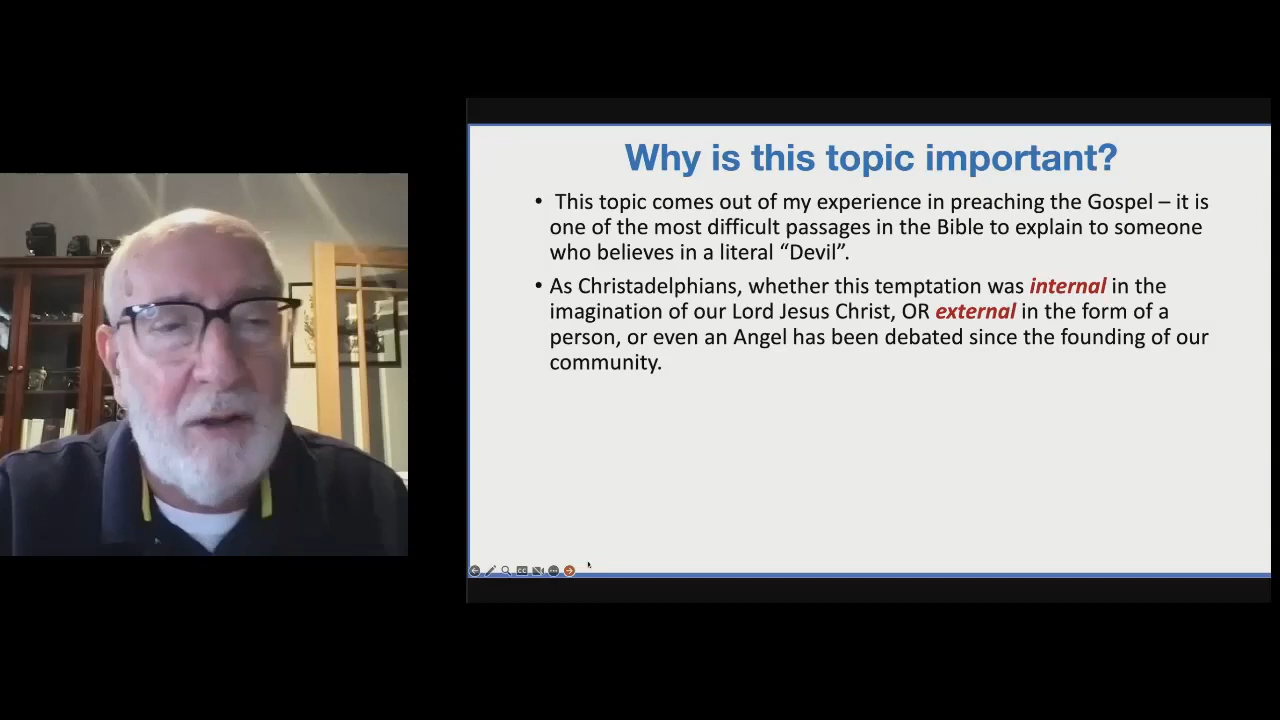 Why is this topic important?
• This topic comes out of my experience in preaching the Gospel – it is
one of the most difficult passages in the Bible to explain to someone
who believes in a literal “Devil”.
• As Christadelphians, whether this temptation was internal in the
imagination of our Lord Jesus Christ, OR external in the form of a
person, or even an Angel has been debated since the founding of our
community.